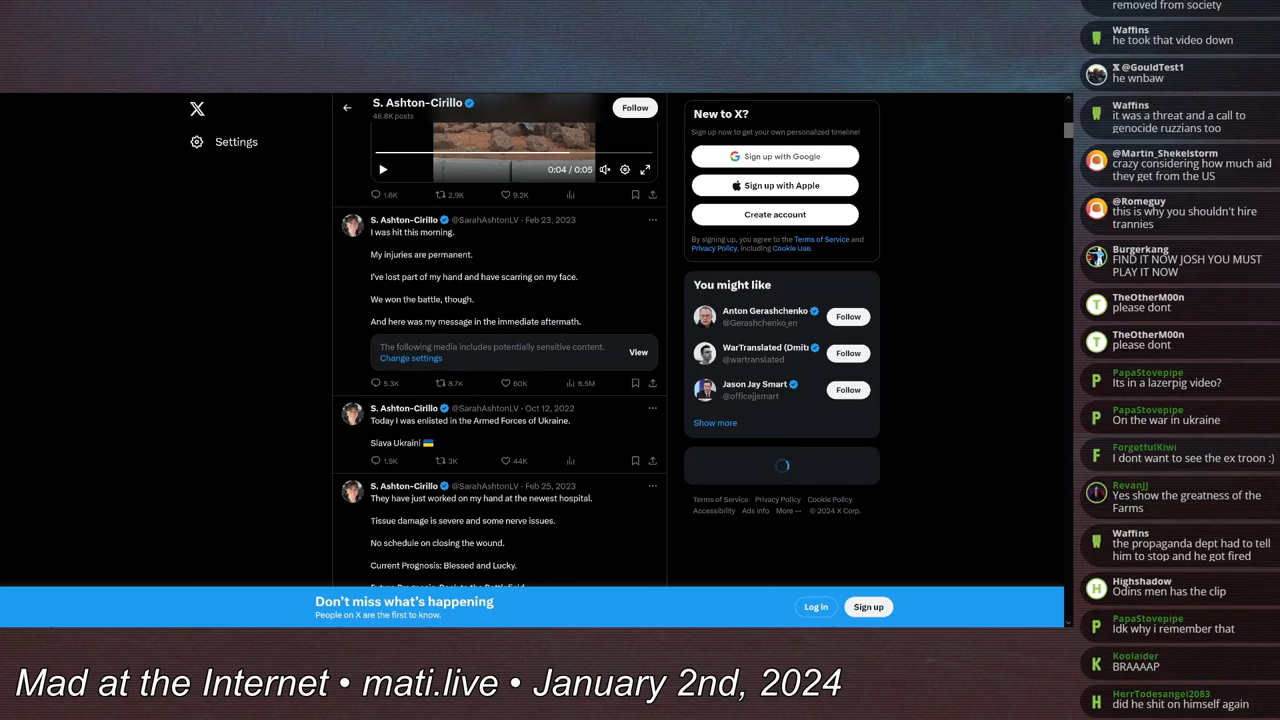 S. Ashton-Cirillo
46.8K posts
Follow
Settings
0:04 / 0:05
1.6K
2.9K
9.2K
S. Ashton-Cirillo @SarahAshtonLV · Feb 23, 2023
I was hit this morning.
My injuries are permanent.
I've lost part of my hand and have scarring on my face.
We won the battle, though.
And here was my message in the immediate aftermath.
The following media includes potentially sensitive content.
Change settings
View
5.3K
8.7K
60K
6.5M
S. Ashton-Cirillo @SarahAshtonLV · Oct 12, 2022
Today I was enlisted in the Armed Forces of Ukraine.
Slava Ukraini 🇺🇦
1.9K
3K
44K
S. Ashton-Cirillo @SarahAshtonLV · Feb 25, 2023
They have just worked on my hand at the newest hospital.
Tissue damage is severe and some nerve issues.
No schedule on closing the wound.
Current Prognosis: Blessed and Lucky.
New to X?
Sign up now to get your own personalized timeline!
Sign up with Google
Sign up with Apple
Create account
By signing up, you agree to the Terms of Service and
Privacy Policy, including Cookie Use.
You might like
Anton Gerashchenko
@Gerashchenko_en
Follow
WarTranslated (Dmitri
@wartranslated
Follow
Jason Jay Smart
@officejjsmart
Follow
Show more
Terms of Service Privacy Policy Cookie Policy
Accessibility Ads info More ··· © 2024 X Corp.
Don't miss what's happening
People on X are the first to know.
Log in
Sign up
removed from society
Waffins
he took that video down
X @GouldTest1
he wnbaw
Waffins
it was a threat and a call to
genocide ruzzians too
@Martin_Shoreistorm
crazy considering how much aid
they get from the US
@Romeguy
this is why you shouldn't hire
trannies
Burgerkang
FIND IT NOW JOSH YOU MUST
PLAY IT NOW
TheOtherM00n
please dont
TheOtherM00n
please dont
PapaStovepipe
Its in a lazerpig video?
PapaStovepipe
On the war in ukraine
ForgetfulKiwi
I dont want to see the ex troon :)
RevanJJ
Yes show the greatness of the
Farms
Waffins
the propaganda dept had to tell
him to stop and he got fired
Highshadow
Odins men has the clip
PapaStovepipe
Idk why i remember that
Koolaider
BRAAAAP
HerrTodesangel2083
did he shit on himself again
Mad at the Internet • mati.live • January 2nd, 2024